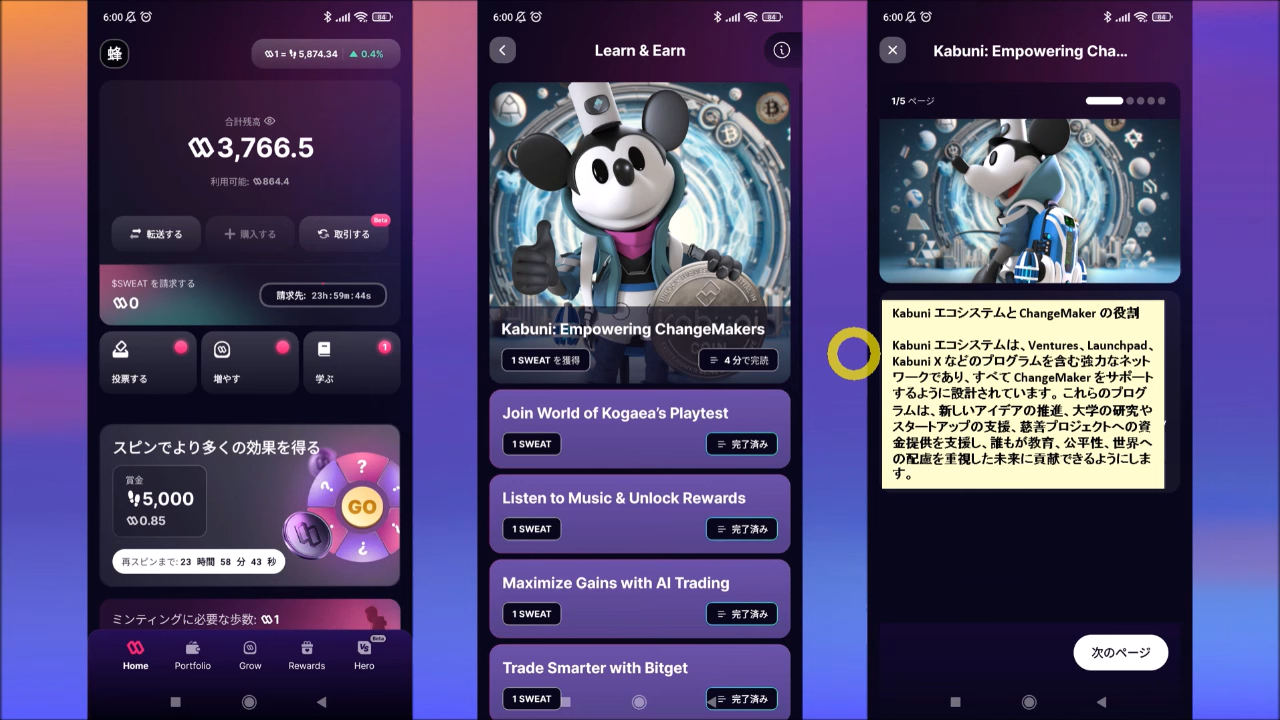 6:00
84
蜂
1 = 5,874.34 ▲ 0.4%
合計残高
3,766.5
利用可能: 864.4
転送する
+ 購入する
取引する
Beta
$SWEAT を請求する
0
請求先: 23h:59m:44s
投票する
増やす
学ぶ
1
スピンでより多くの効果を得る
賞金
5,000
0.85
再スピンまで: 23 時間 58 分 43 秒
GO
?
?
?
ミンティングに必要な歩数: 1
Home
Portfolio
Grow
Rewards
Hero
Beta
6:00
84
Learn & Earn
Kabuni: Empowering ChangeMakers
1 SWEAT を獲得
4 分で完読
Join World of Kogaea’s Playtest
1 SWEAT
完了済み
Listen to Music & Unlock Rewards
1 SWEAT
完了済み
Maximize Gains with AI Trading
1 SWEAT
完了済み
Trade Smarter with Bitget
1 SWEAT
完了済み
6:00
84
Kabuni: Empowering Cha...
1/5 ページ
Kabuni エコシステムと ChangeMaker の役割
Kabuni エコシステムは、Ventures、Launchpad、
Kabuni X などのプログラムを含む強力なネット
ワークであり、すべて ChangeMaker をサポート
するように設計されています。これらのプログ
ラムは、新しいアイデアの推進、大学の研究や
スタートアップの支援、慈善プロジェクトへの資
金提供を支援し、誰もが教育、公平性、世界へ
の配慮を重視した未来に貢献できるようにしま
す。
次のページ